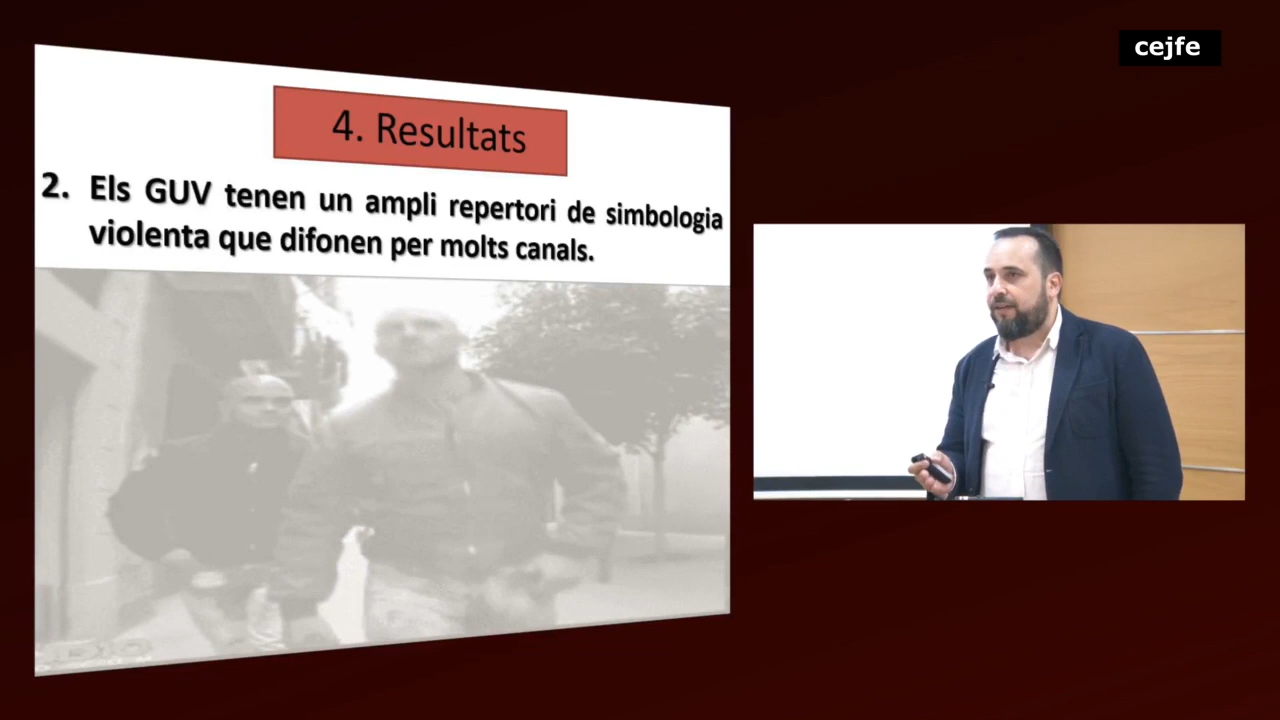 cejfe
4. Resultats
2. Els GUV tenen un ampli repertori de simbologia
violenta que difonen per molts canals.